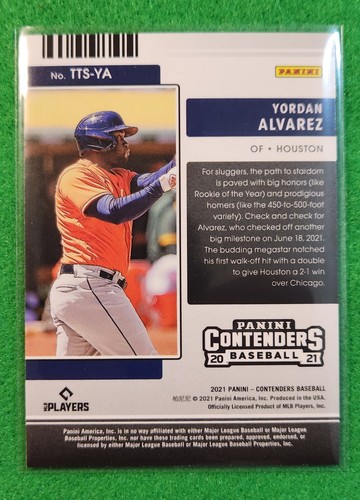 No. TTS-YA
PANINI
YORDAN
ALVAREZ
OF • HOUSTON
For sluggers, the path to stardom
is paved with big honors (like
Rookie of the Year) and prodigious
homers (like the 450-to-500-foot
variety). Check and check for
Alvarez, who checked off another
big milestone on June 18, 2021.
The budding megastar notched
his first walk-off hit with a double
to give Houston a 2-1 win
over Chicago.
PANINI
CONTENDERS
20 BASEBALL 21
2021 PANINI – CONTENDERS BASEBALL
© 2021 Panini America, Inc. Produced in the USA.
Officially Licensed Product of MLB Players, Inc.
MLB PLAYERS
Panini America, Inc. is in no way affiliated with either Major League Baseball or Major League
Baseball Properties, Inc. nor have these trading cards been prepared, approved, endorsed, or
licensed by either Major League Baseball or Major League Baseball Properties, Inc.